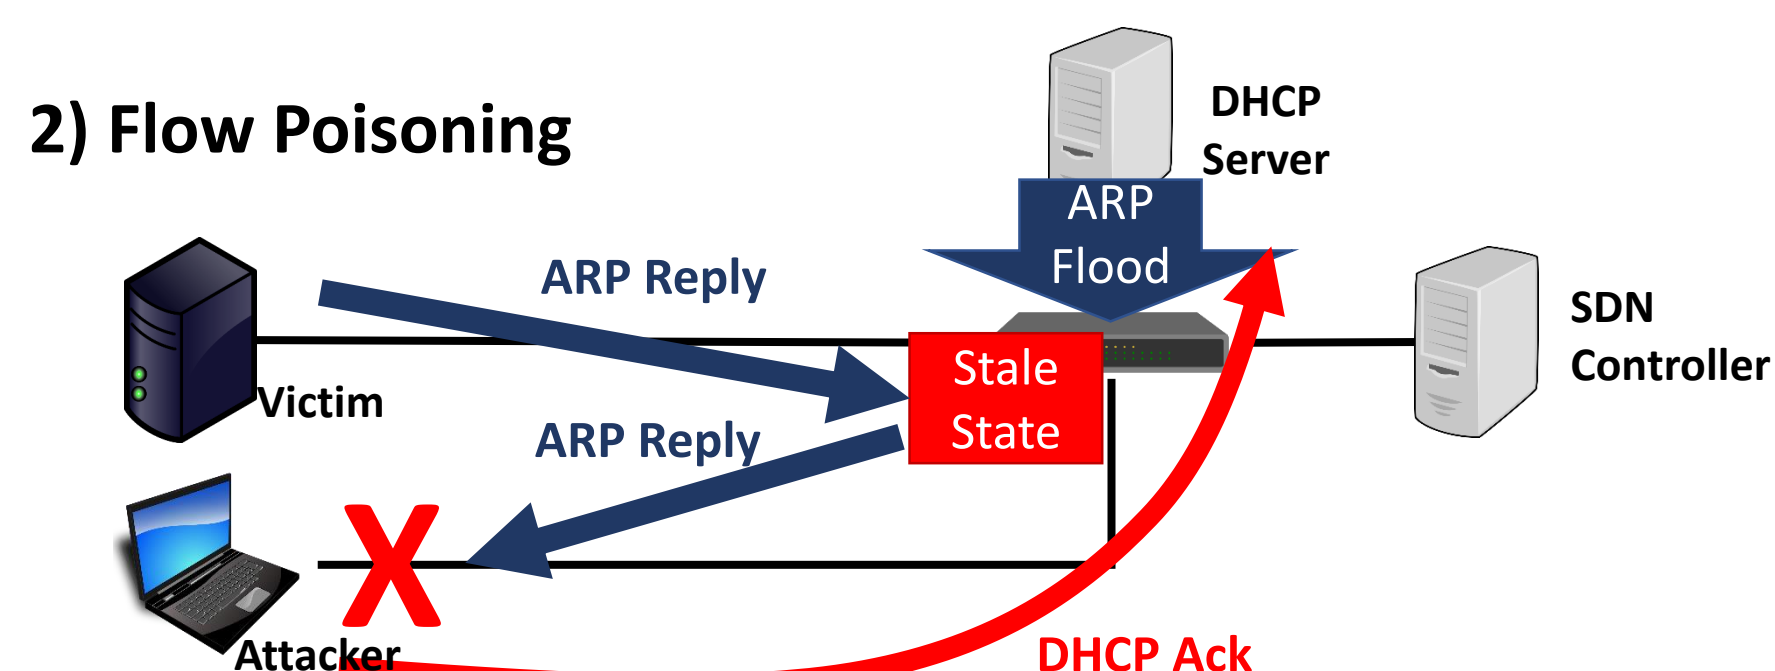 2) Flow Poisoning
DHCP
Server
ARP
Flood
ARP Reply
SDN
Controller
Stale
State
Victim
ARP Reply
X
Attacker
DHCP Ack